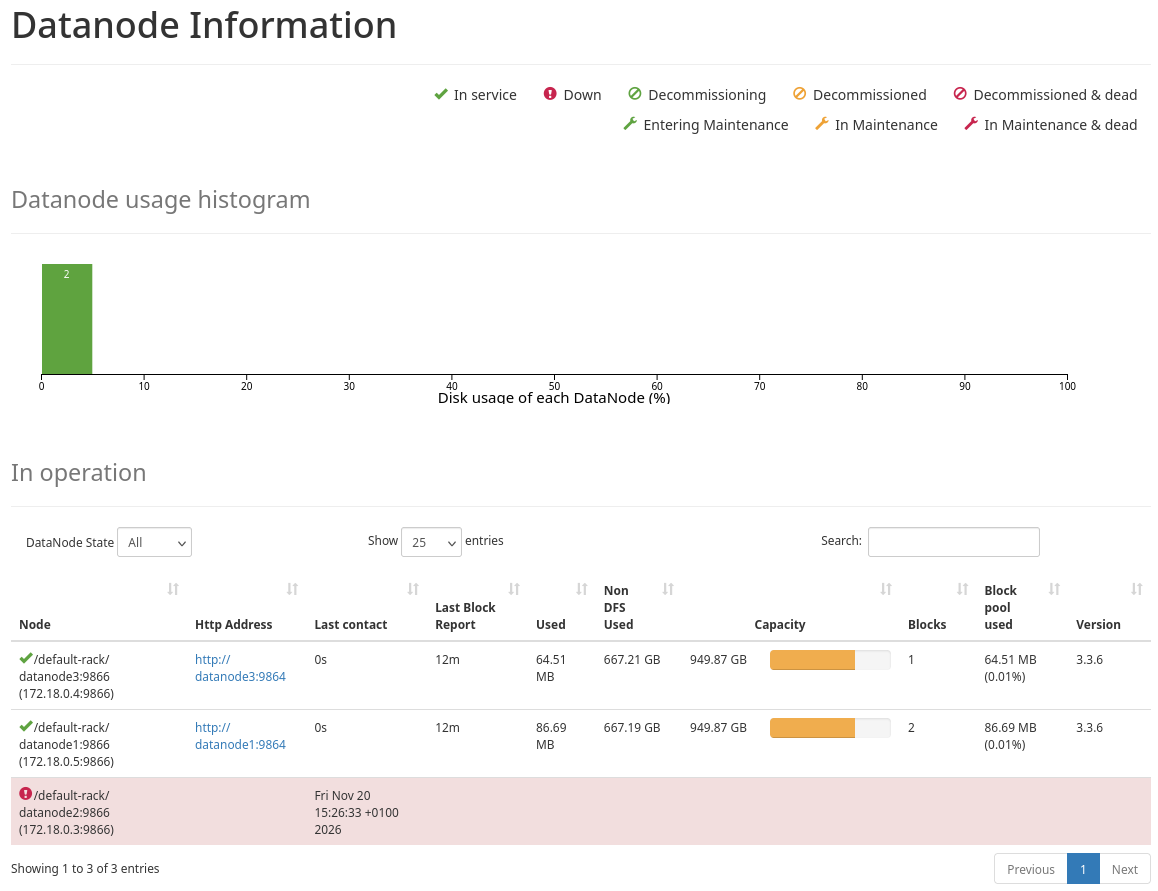 Datanode Information
In service Down Decommissioning Decommissioned Decommissioned & dead
Entering Maintenance In Maintenance In Maintenance & dead
Datanode usage histogram
2
0 10 20 30 40 50 60 70 80 90 100
Disk usage of each DataNode (%)
In operation
DataNode State All Show 25 entries Search:
Node Http Address Last contact Last Block Report Used Non DFS Used Capacity Blocks Block pool used Version
/default-rack/ http:// 0s 12m 64.51 667.21 GB 949.87 GB 1 64.51 MB 3.3.6
datanode3:9866 datanode3:9864 MB (0.01%)
(172.18.0.4:9866)
/default-rack/ http:// 0s 12m 86.69 667.19 GB 949.87 GB 2 86.69 MB 3.3.6
datanode1:9866 datanode1:9864 MB (0.01%)
(172.18.0.5:9866)
/default-rack/ Fri Nov 20
datanode2:9866 15:26:33 +0100
(172.18.0.3:9866) 2026
Showing 1 to 3 of 3 entries Previous 1 Next